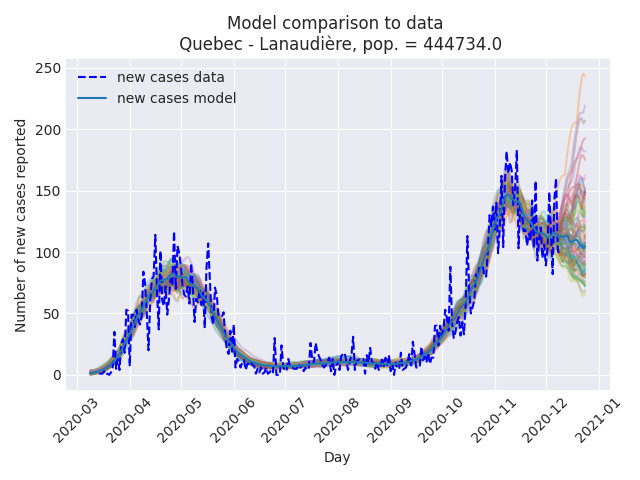 Model comparison to data
Quebec - Lanaudière, pop. = 444734.0
new cases data
new cases model
Number of new cases reported
250
200
150
100
50
0
2020-03
2020-04
2020-05
2020-06
2020-07
2020-08
2020-09
2020-10
2020-11
2020-12
2021-01
Day